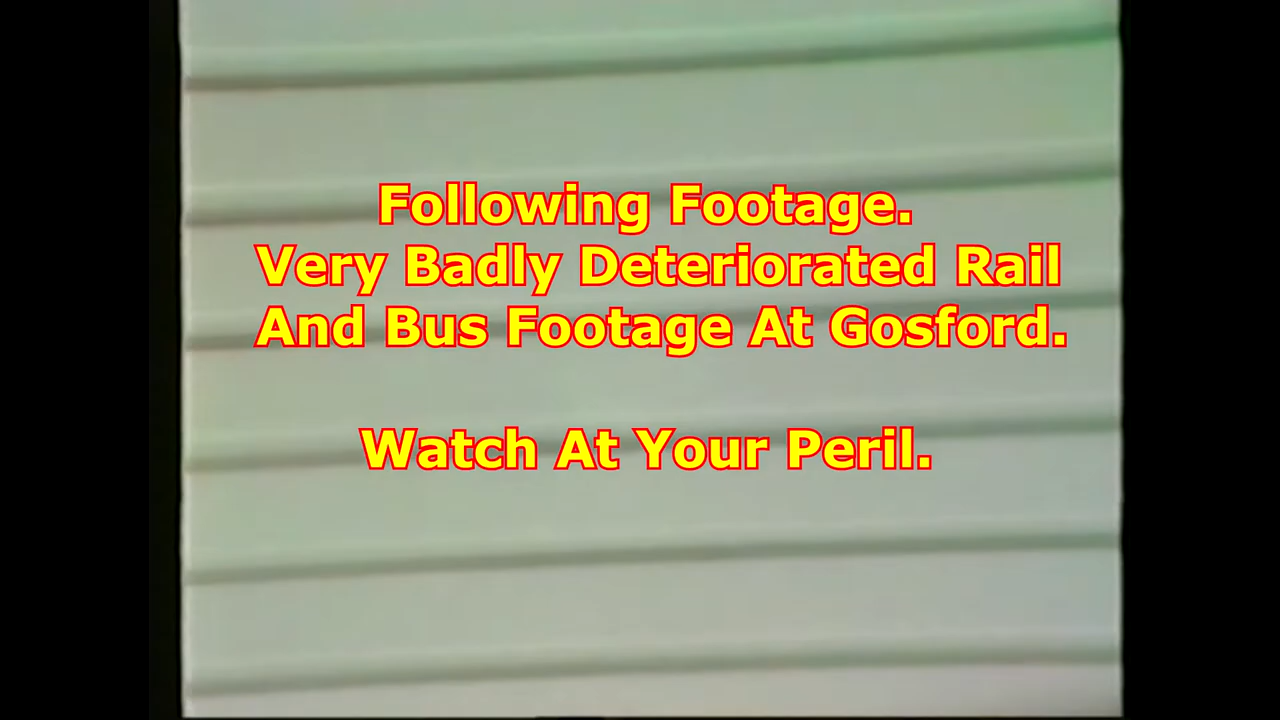 Following Footage.
Very Badly Deteriorated Rail
And Bus Footage At Gosford.
Watch At Your Peril.